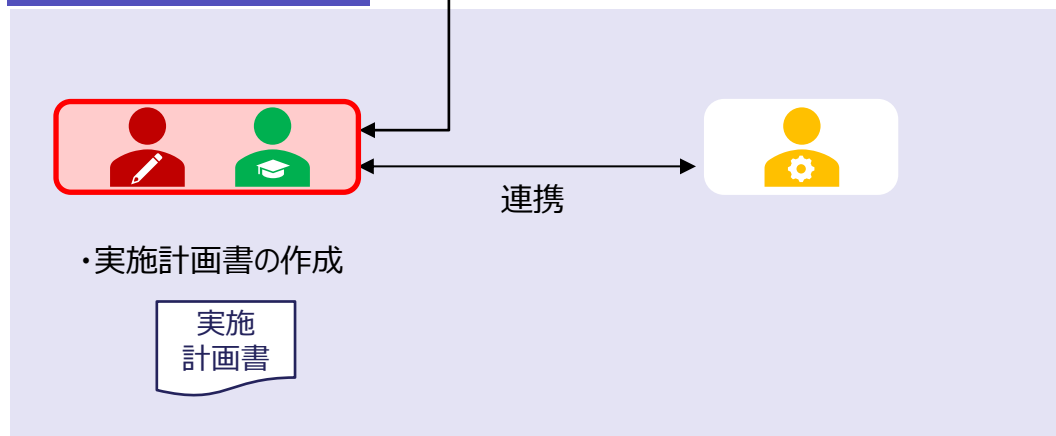 連携
・実施計画書の作成
実施
計画書